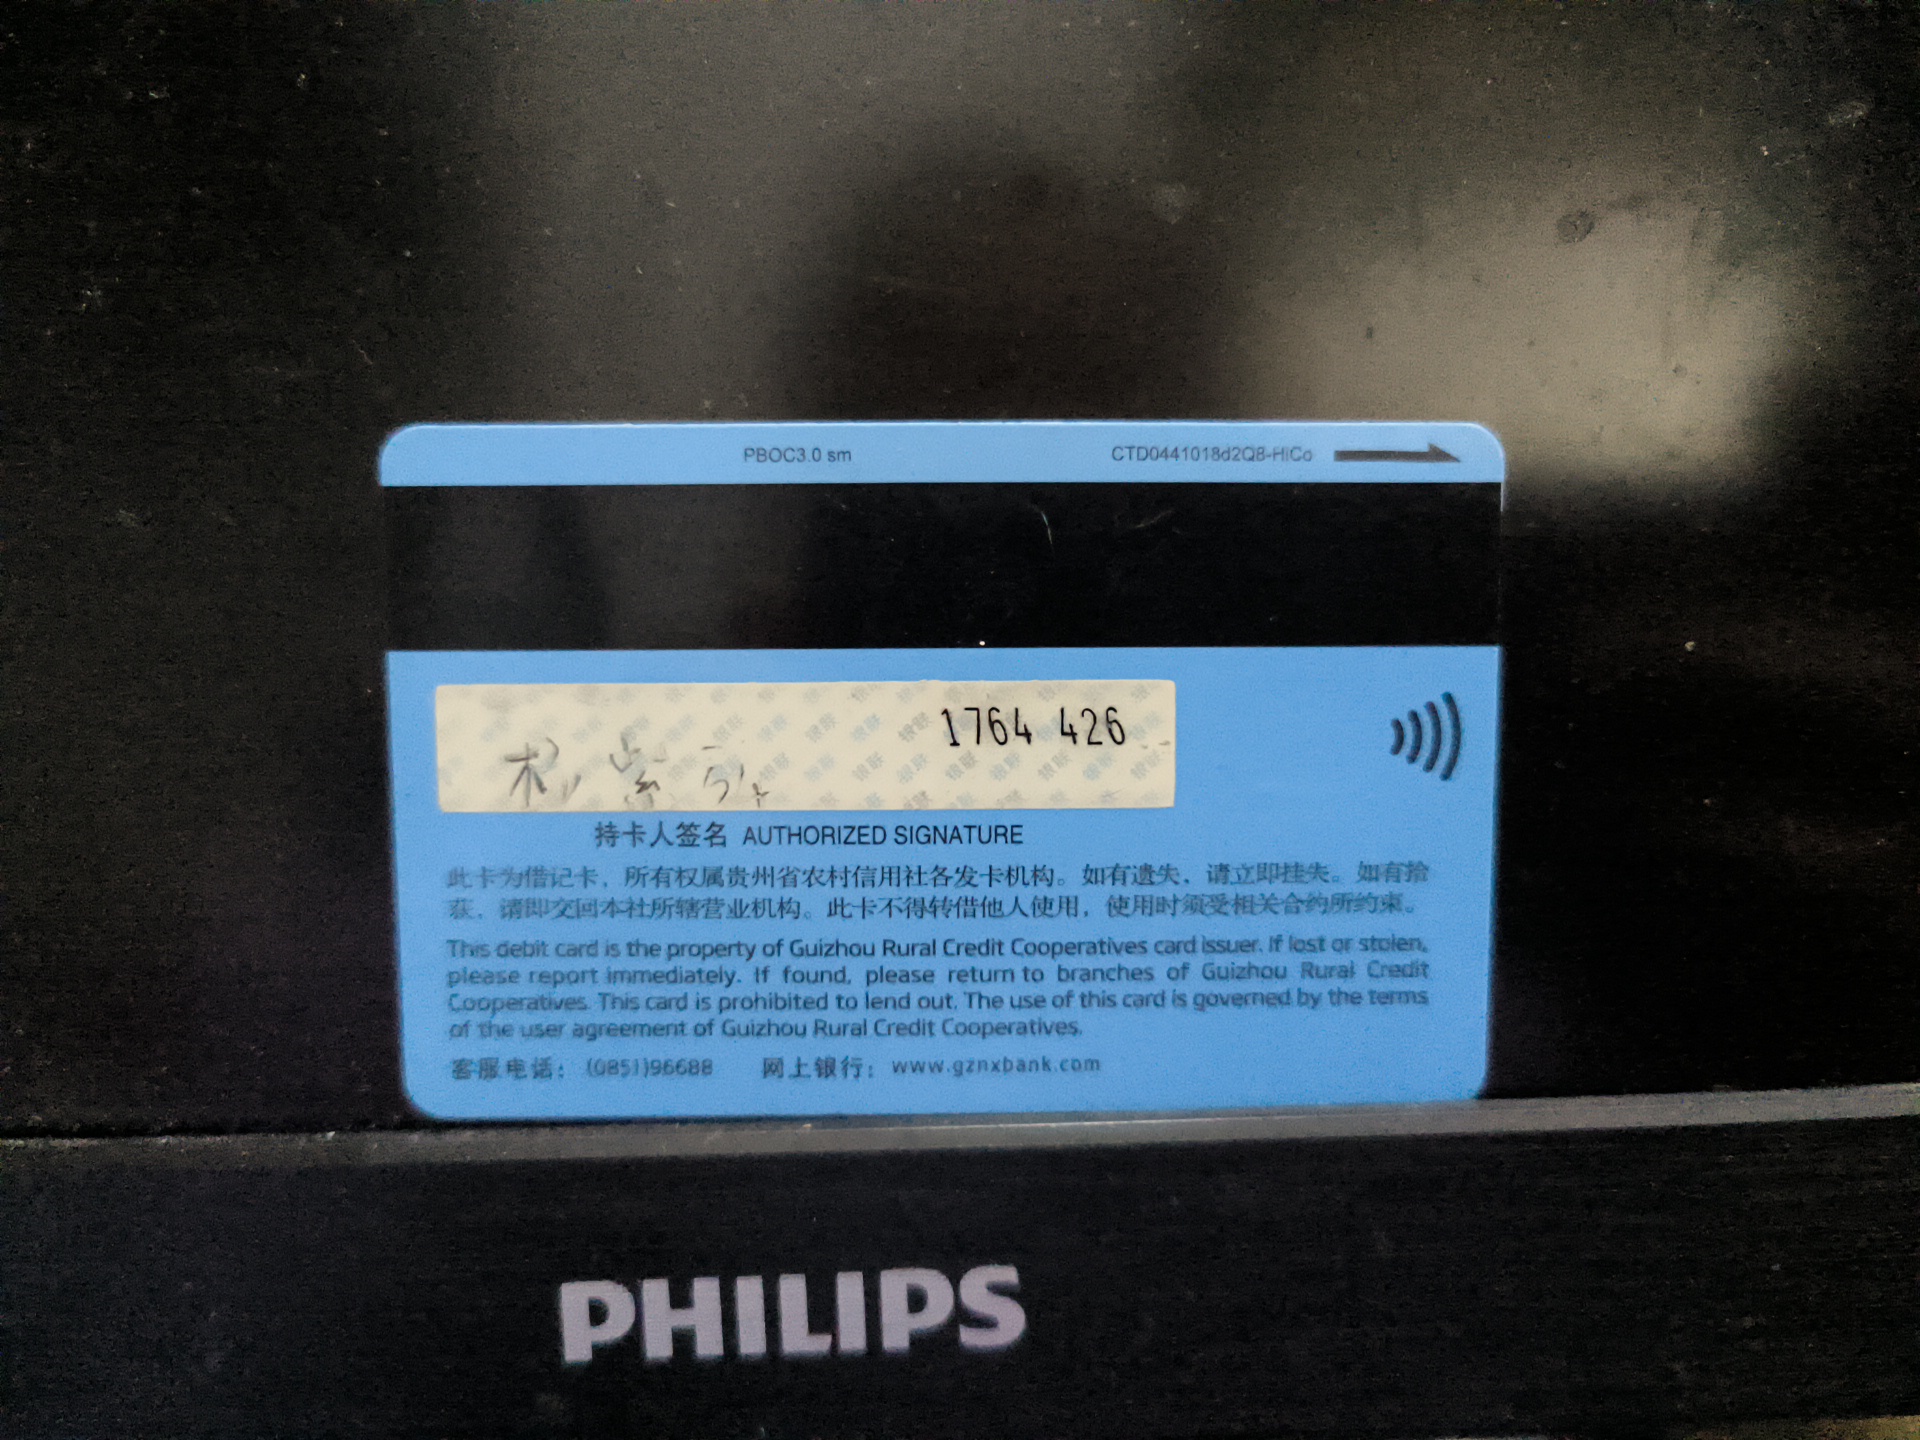 PBOC3.0 sm CTD0441018d2Q8-HiCo
1764 426
持卡人签名 AUTHORIZED SIGNATURE
此卡为借记卡，所有权属贵州省农村信用社各发卡机构。如有遗失，请立即挂失。如有拾
获，请即交回本社所辖营业机构。此卡不得转借他人使用，使用时须受相关合约所约束。
This debit card is the property of Guizhou Rural Credit Cooperatives card issuer. If lost or stolen,
please report immediately. If found, please return to branches of Guizhou Rural Credit
Cooperatives. This card is prohibited to lend out. The use of this card is governed by the terms
of the user agreement of Guizhou Rural Credit Cooperatives.
客服电话：(0851)96688 网上银行：www.gznxbank.com
PHILIPS